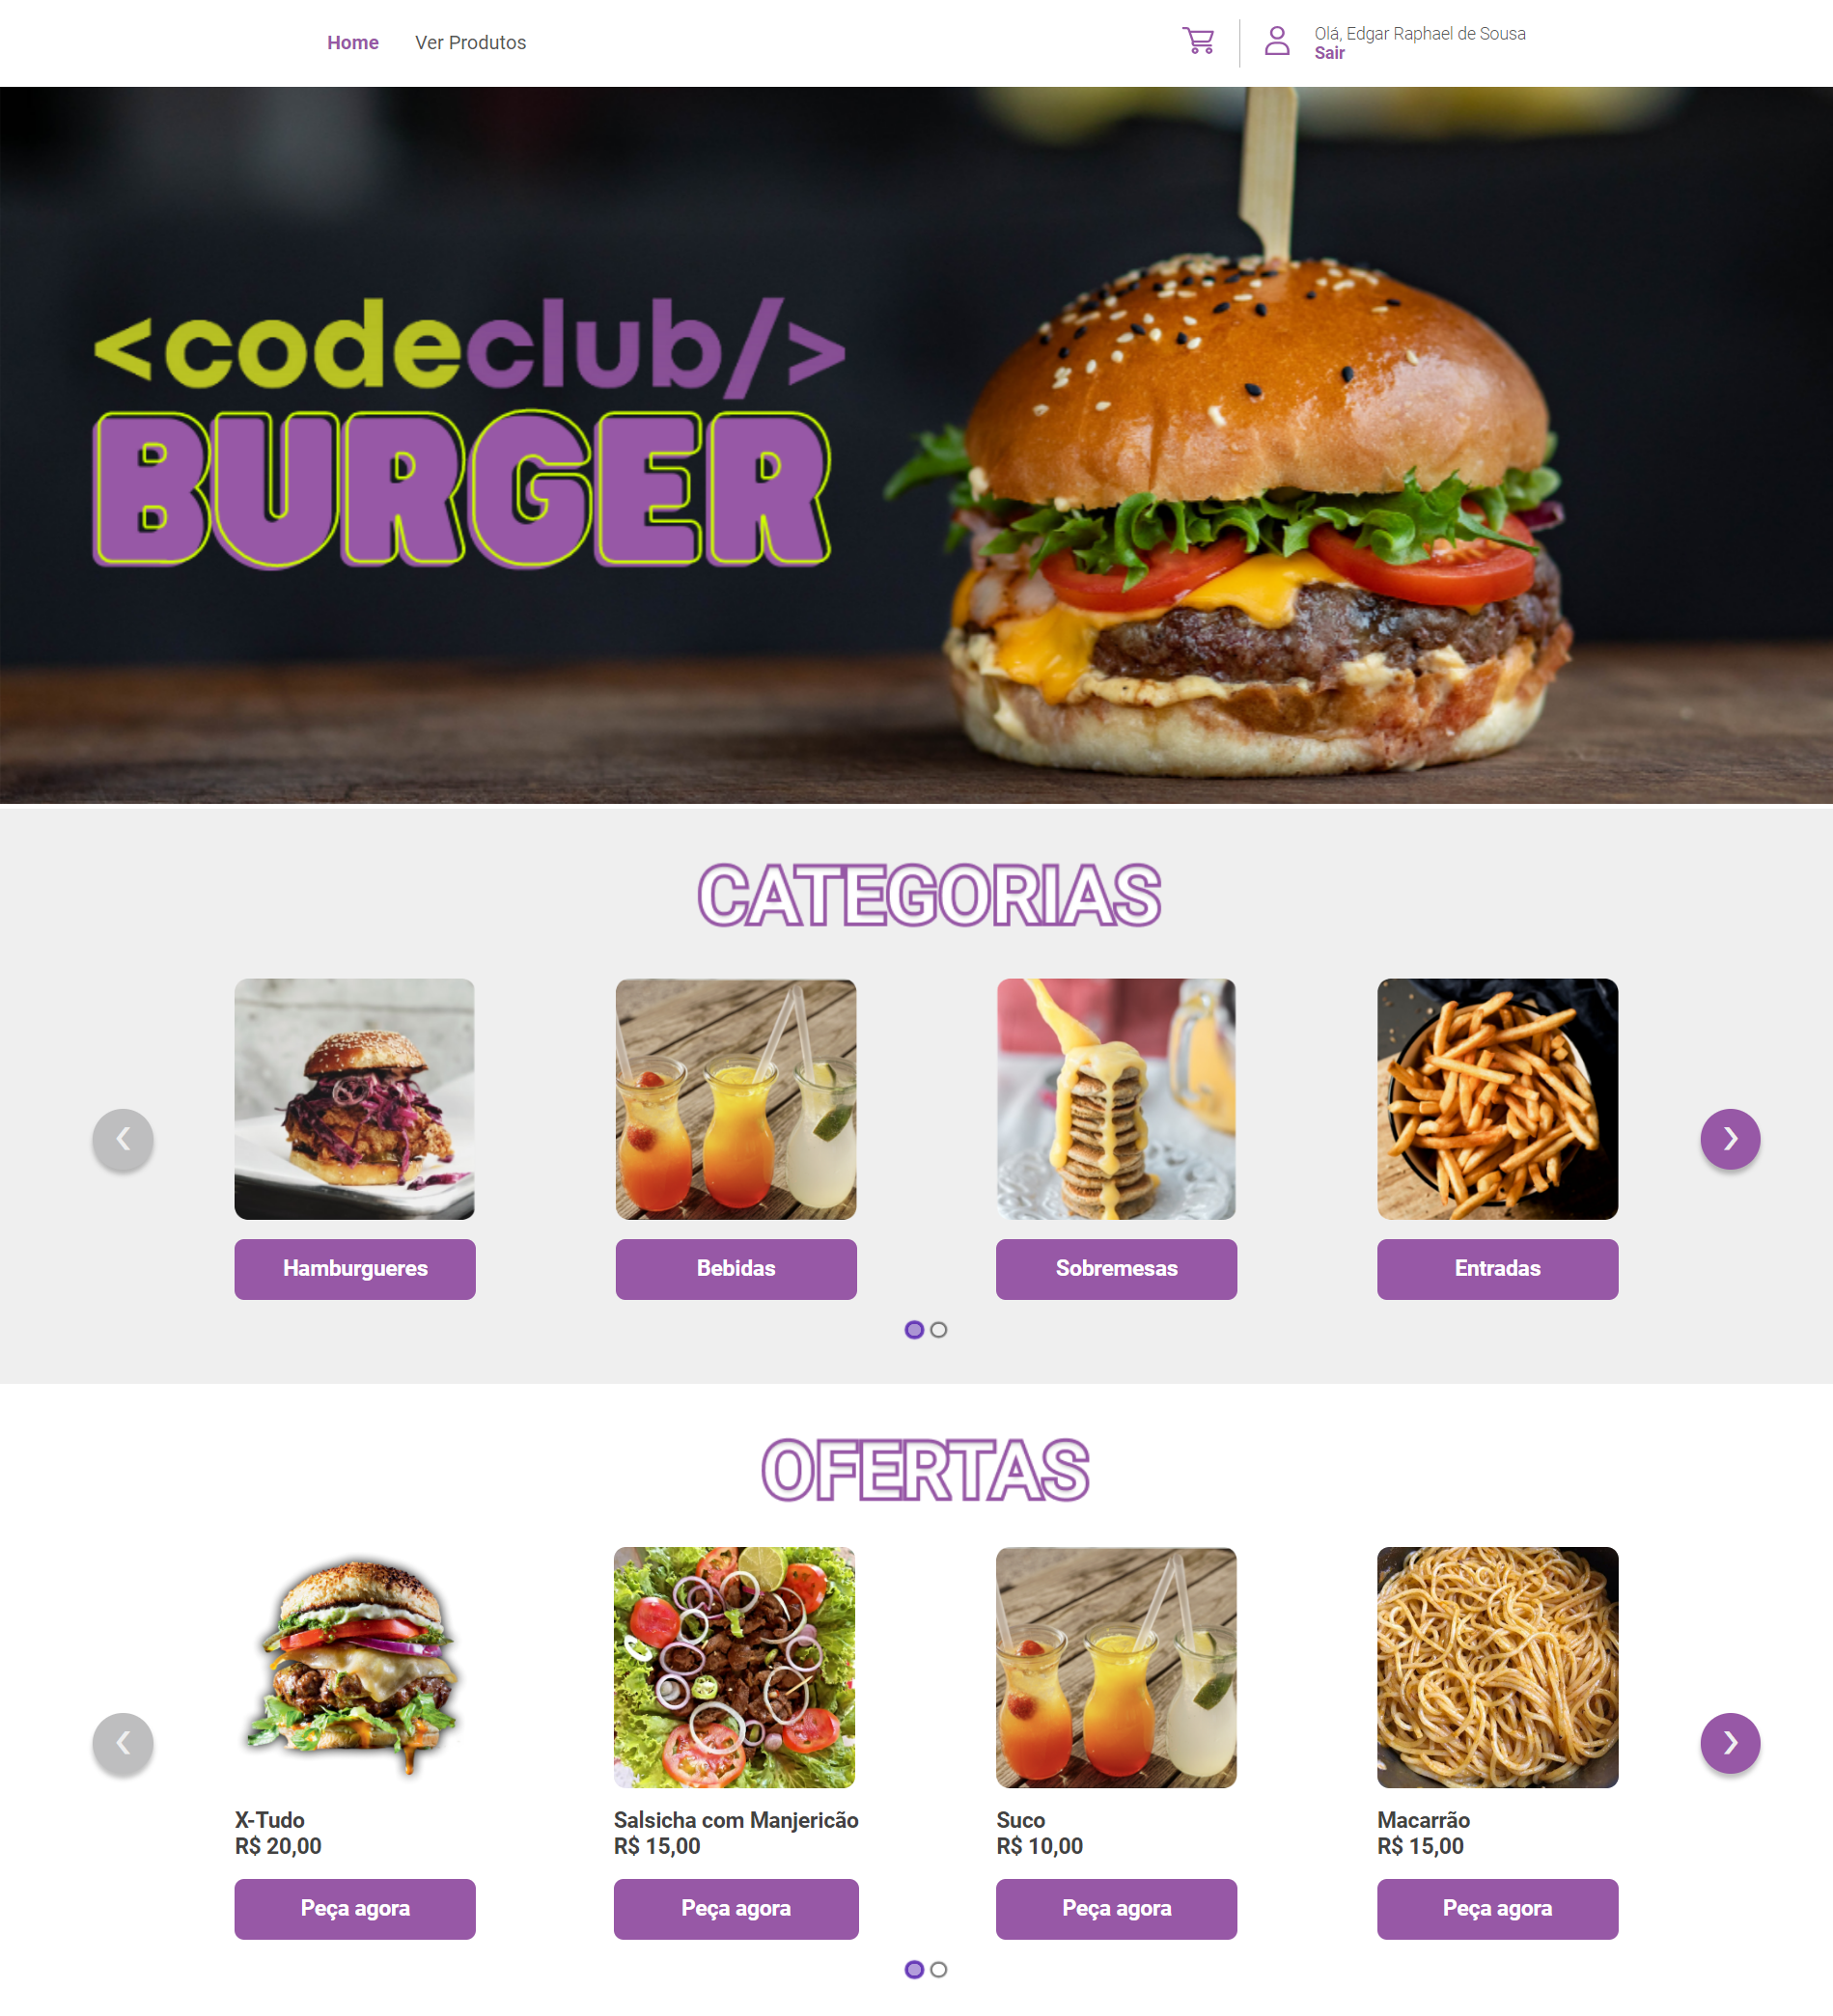 Home Ver Produtos
Olá, Edgar Raphael de Sousa
Sair
<codeclub/>
BURGER
CATEGORIAS
Hamburgueres Bebidas Sobremesas Entradas
OFERTAS
X-Tudo Salsicha com Manjericão Suco Macarrão
R$ 20,00 R$ 15,00 R$ 10,00 R$ 15,00
Peça agora Peça agora Peça agora Peça agora